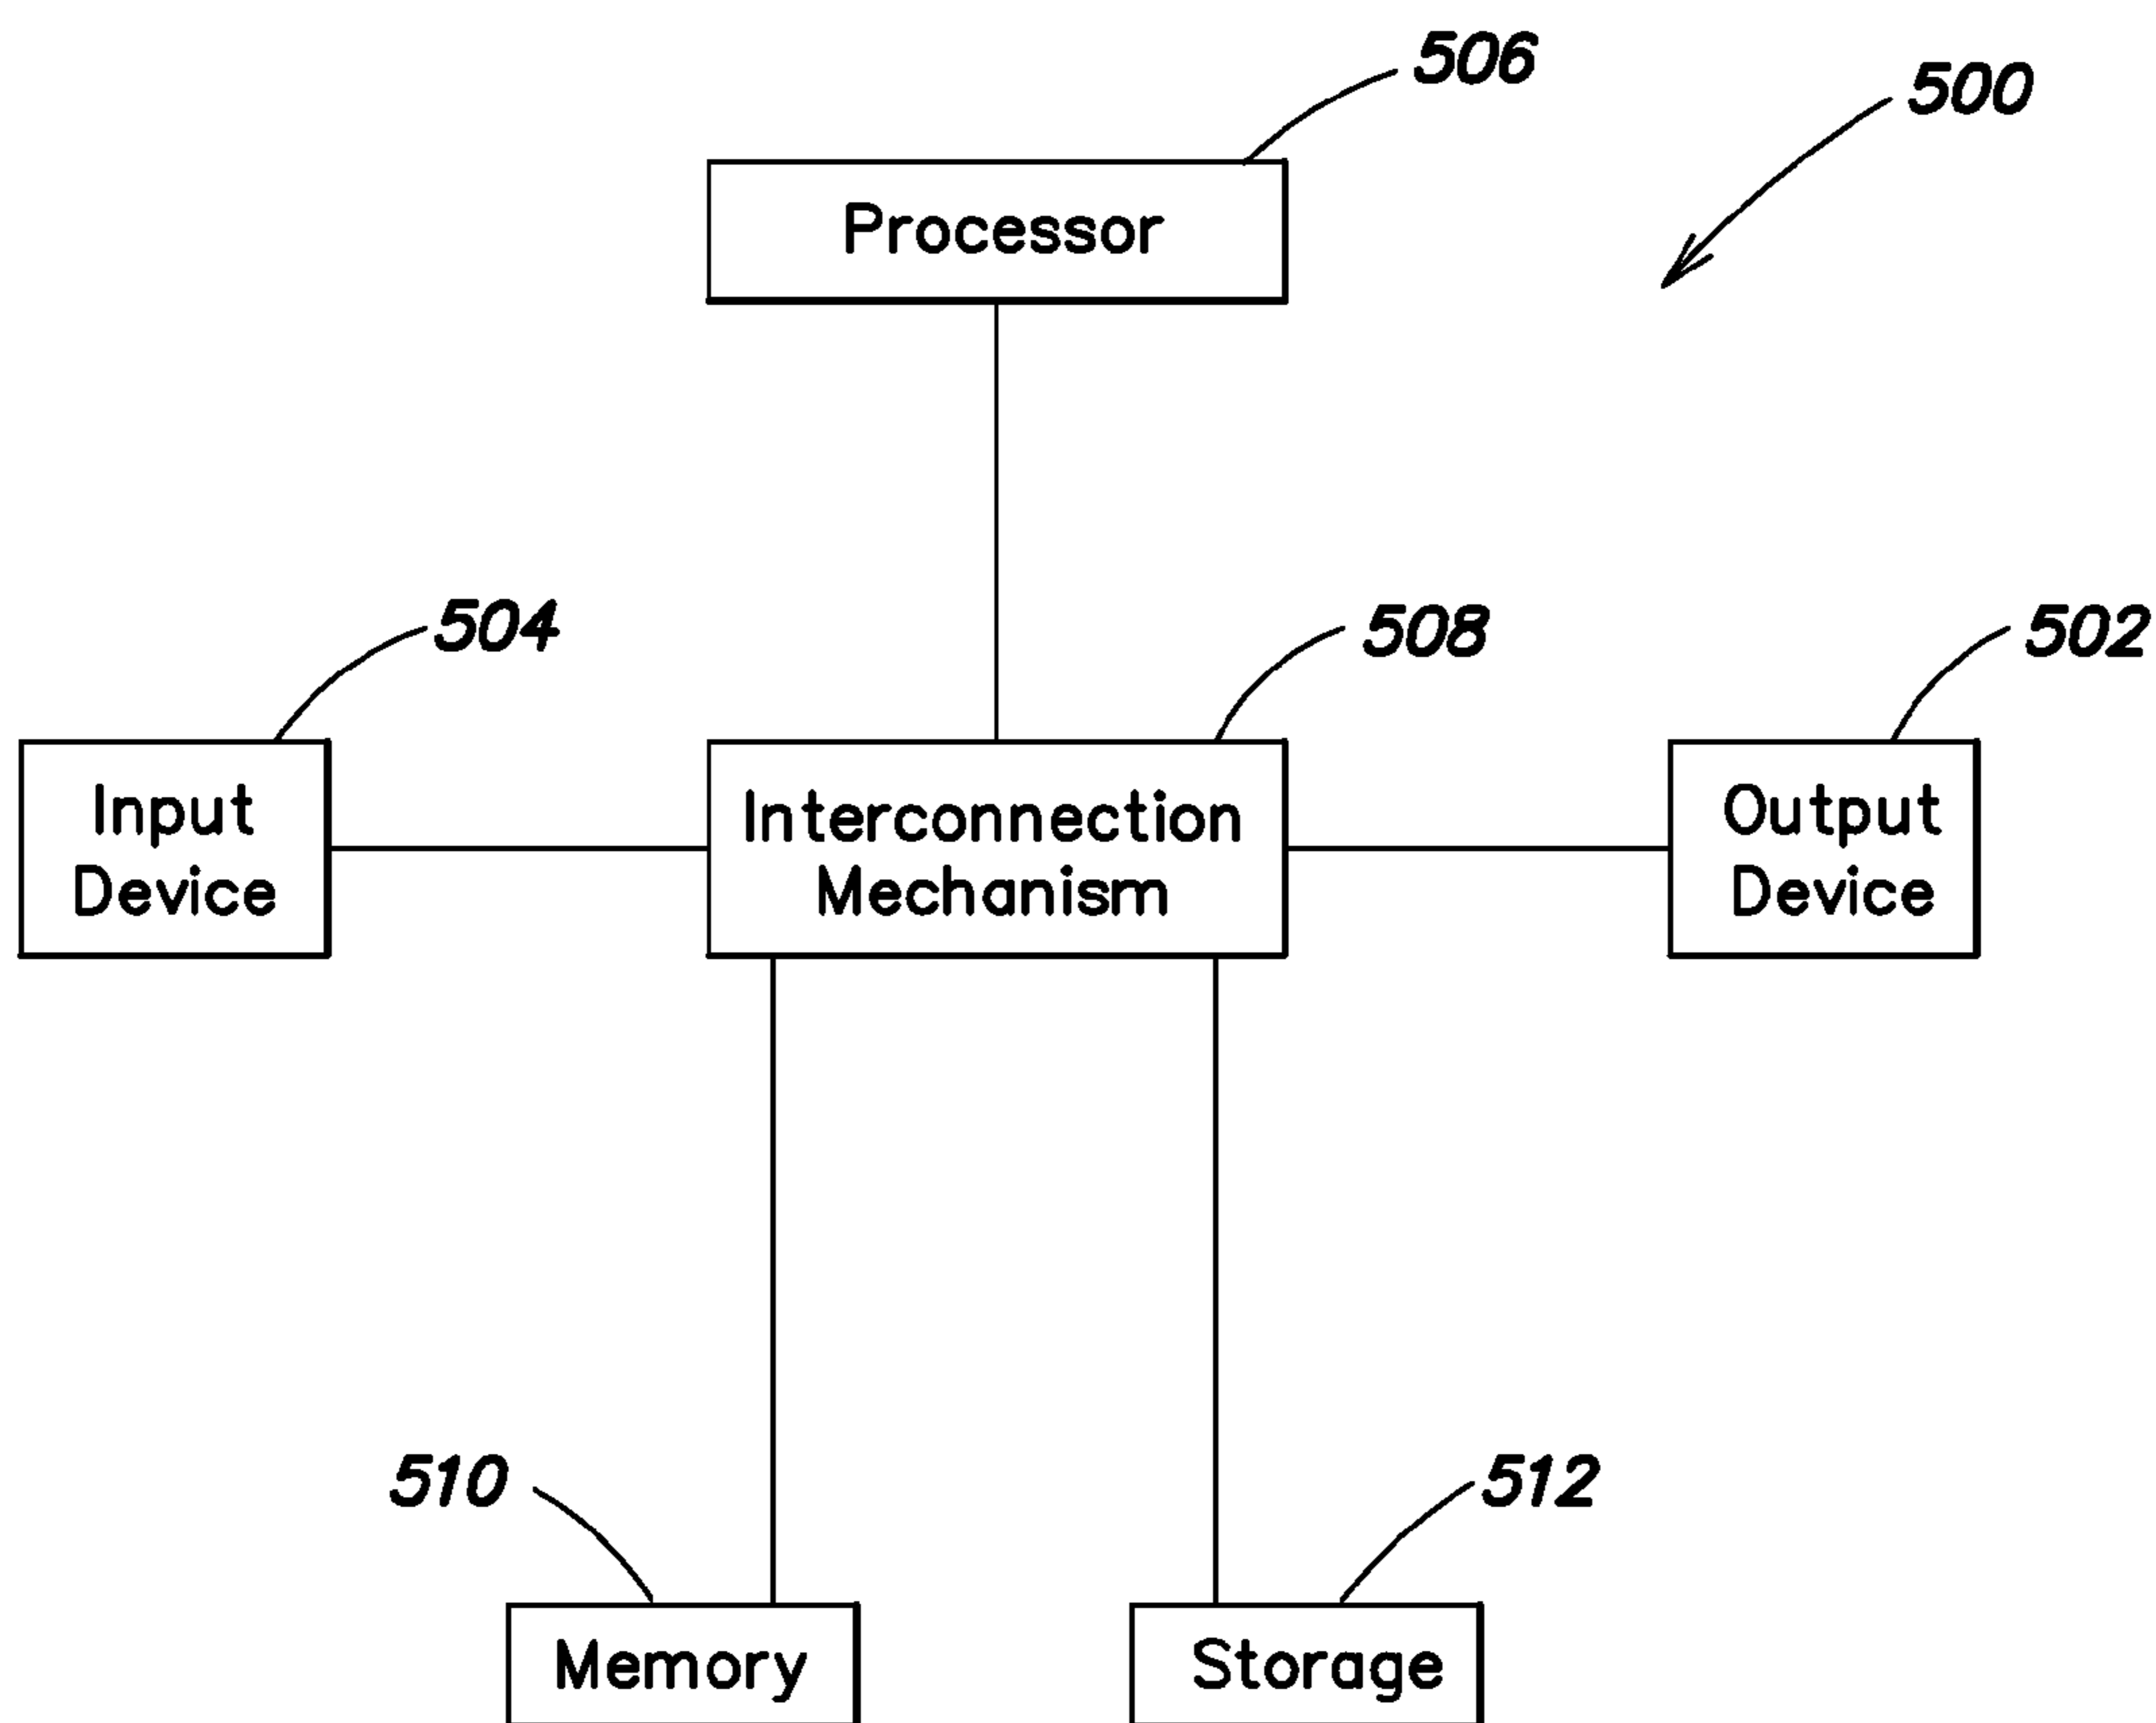 506
500
Processor
504
508
502
Input
Device
Interconnection
Mechanism
Output
Device
510
512
Memory
Storage